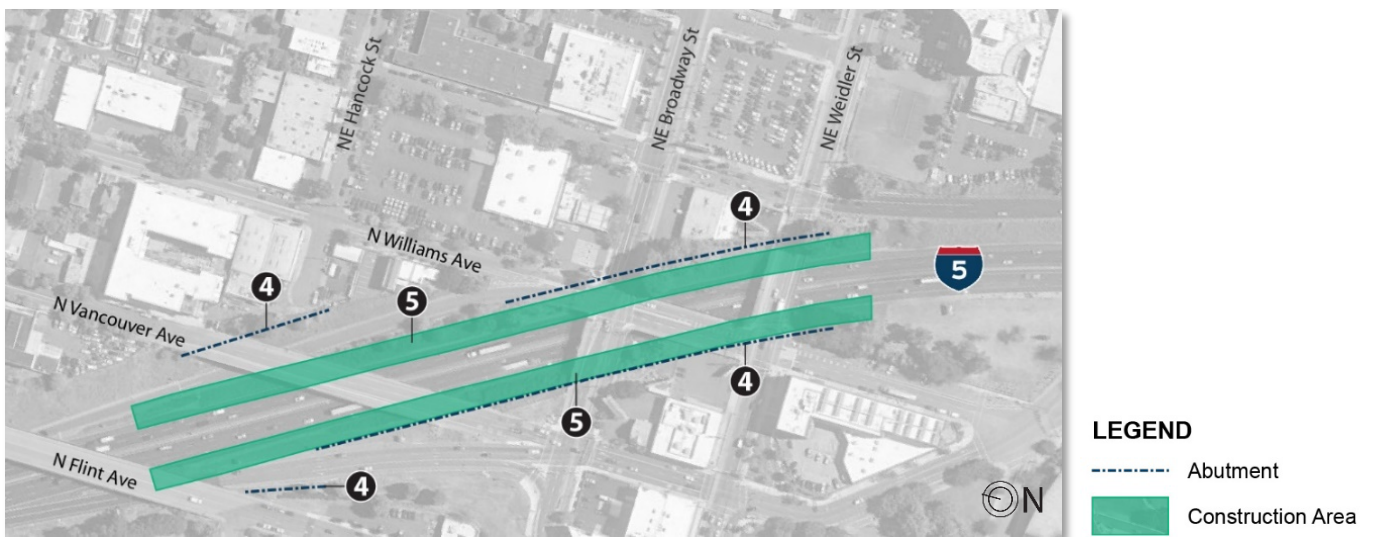 NE Hancock St
NE Broadway St
NE Weidler St
4
N Williams Ave
5
4
5
N Vancouver Ave
4
5
N Flint Ave
4
N
LEGEND
Abutment
Construction Area